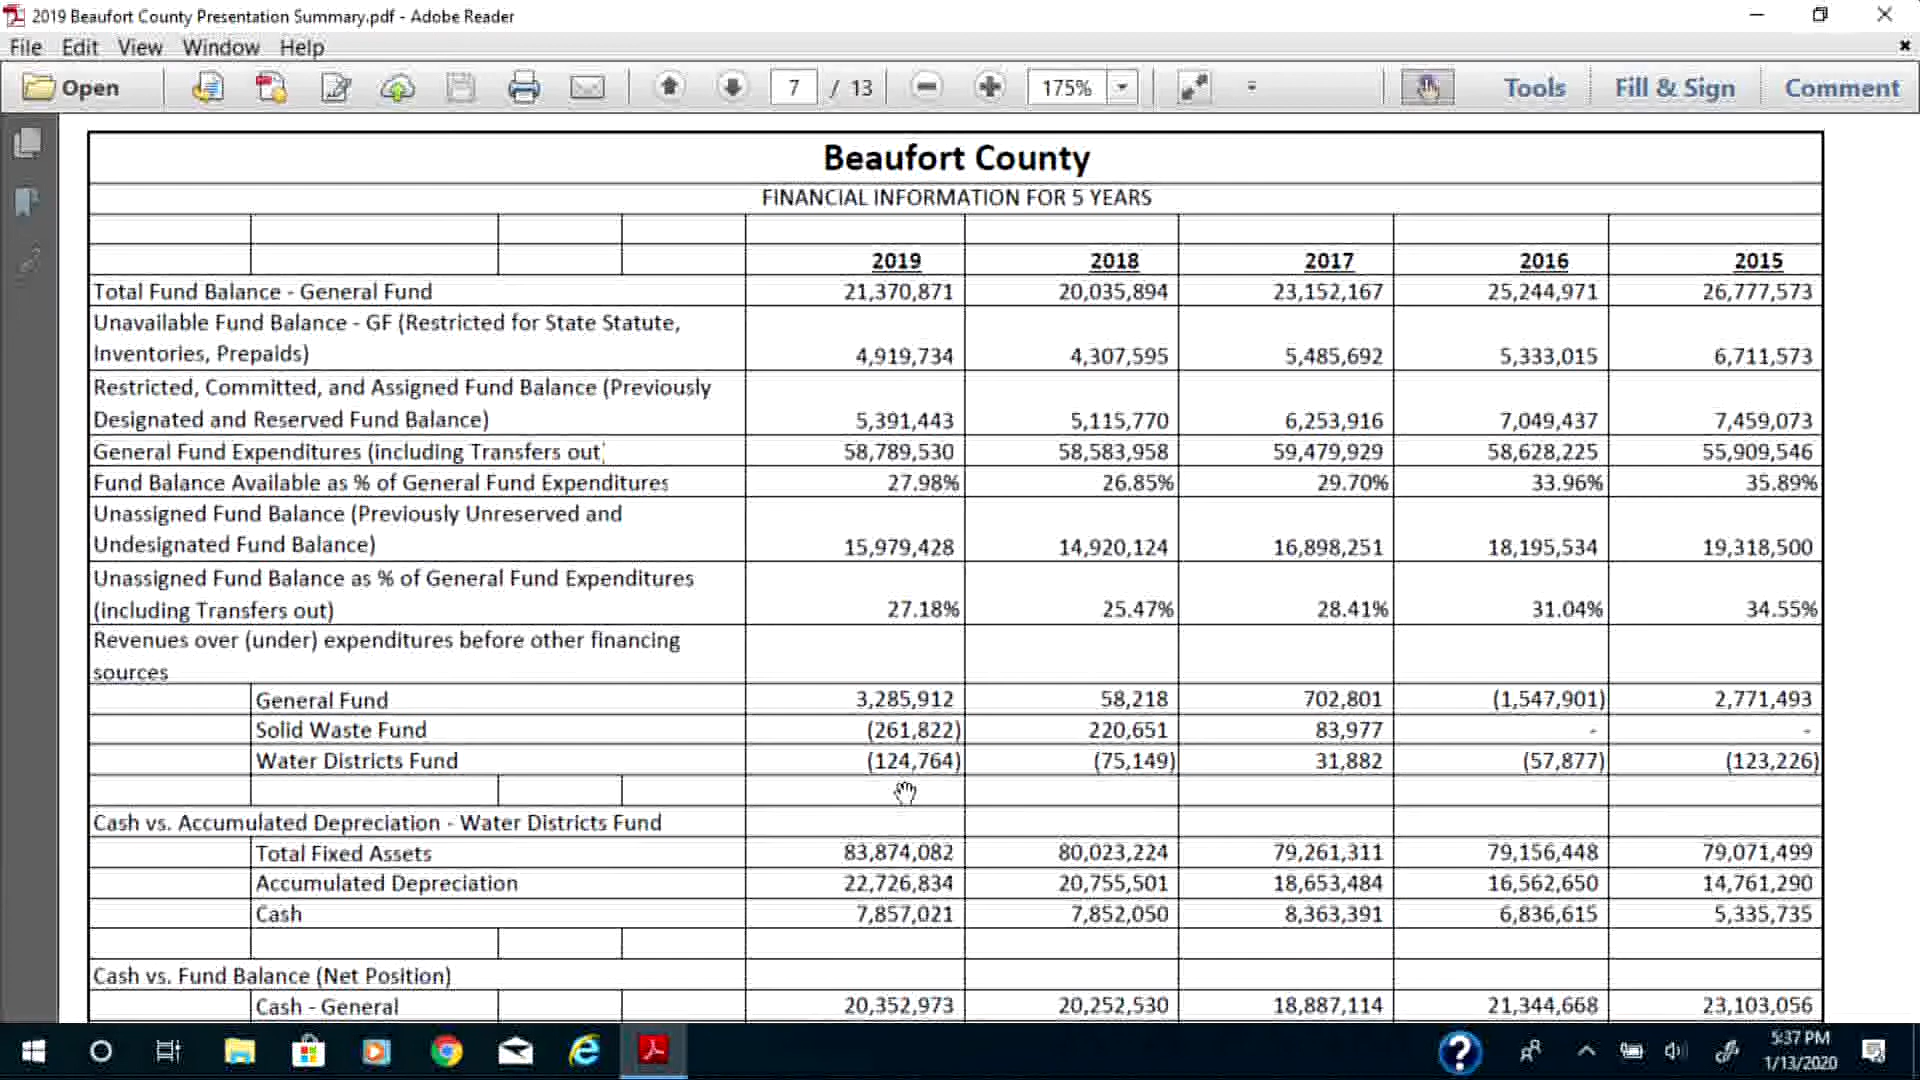 2019 Beaufort County Presentation Summary.pdf - Adobe Reader
File Edit View Window Help
Open 7 / 13 175% Tools Fill & Sign Comment
Beaufort County
FINANCIAL INFORMATION FOR 5 YEARS
2019 2018 2017 2016 2015
Total Fund Balance - General Fund 21,370,871 20,035,894 23,152,167 25,244,971 26,777,573
Unavailable Fund Balance - GF (Restricted for State Statute,
Inventories, Prepaids) 4,919,734 4,307,595 5,485,692 5,333,015 6,711,573
Restricted, Committed, and Assigned Fund Balance (Previously
Designated and Reserved Fund Balance) 5,391,443 5,115,770 6,253,916 7,049,437 7,459,073
General Fund Expenditures (including Transfers out) 58,789,530 58,583,958 59,479,929 58,628,225 55,909,546
Fund Balance Available as % of General Fund Expenditures 27.98% 26.85% 29.70% 33.96% 35.89%
Unassigned Fund Balance (Previously Unreserved and
Undesignated Fund Balance) 15,979,428 14,920,124 16,898,251 18,195,534 19,318,500
Unassigned Fund Balance as % of General Fund Expenditures
(including Transfers out) 27.18% 25.47% 28.41% 31.04% 34.55%
Revenues over (under) expenditures before other financing
sources
General Fund 3,285,912 58,218 702,801 (1,547,901) 2,771,493
Solid Waste Fund (261,822) 220,651 83,977 - -
Water Districts Fund (124,764) (75,149) 31,882 (57,877) (123,226)
Cash vs. Accumulated Depreciation - Water Districts Fund
Total Fixed Assets 83,874,082 80,023,224 79,261,311 79,156,448 79,071,499
Accumulated Depreciation 22,726,834 20,755,501 18,653,484 16,562,650 14,761,290
Cash 7,857,021 7,852,050 8,363,391 6,836,615 5,335,735
Cash vs. Fund Balance (Net Position)
Cash - General 20,352,973 20,252,530 18,887,114 21,344,668 23,103,056
5:37 PM
1/13/2020